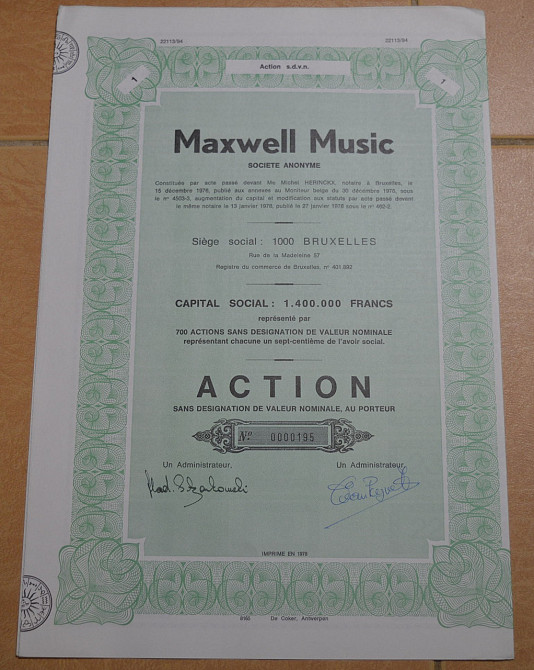 22113/94
22113/94
Action s.d.v.n.
1
1
Maxwell Music
SOCIETE ANONYME
Constituée par acte passé devant Me. Michel HERINCKX, notaire à Bruxelles, le
15 décembre 1976, publié aux annexes au Moniteur belge du 30 décembre 1976, sous
le n° 4503-3, augmentation du capital et modification aux statuts par acte passé devant
le même notaire le 13 janvier 1978, publié le 27 janvier 1978 sous le n° 462-2.
Siège social : 1000 BRUXELLES
Rue de la Madeleine 57
Registre du commerce de Bruxelles, n° 401.592
CAPITAL SOCIAL : 1.400.000 FRANCS
représenté par
700 ACTIONS SANS DESIGNATION DE VALEUR NOMINALE
représentant chacune un sept-centième de l'avoir social.
ACTION
SANS DESIGNATION DE VALEUR NOMINALE, AU PORTEUR
No 0000195
Un Administrateur,
Un Administrateur,
IMPRIME EN 1978
9165
De Coker, Antwerpen